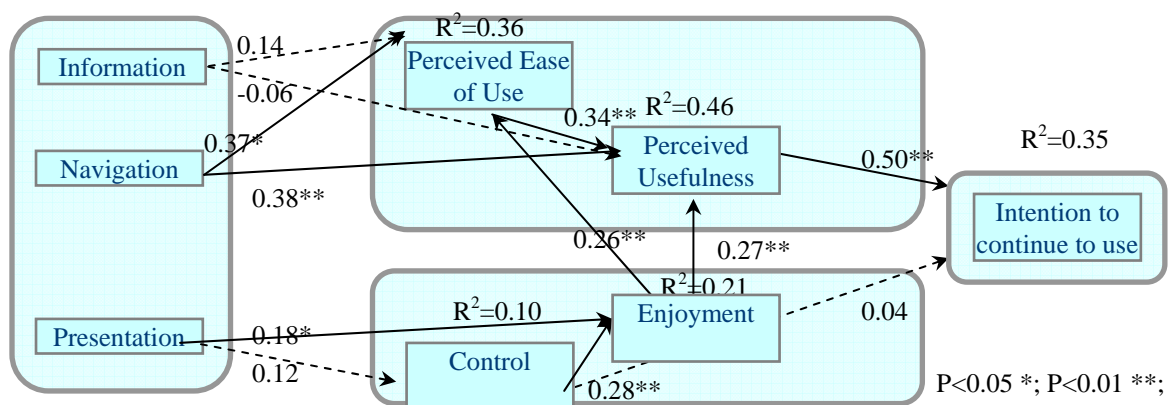 R²=0.36
0.14
Information
Perceived Ease
of Use
-0.06
R²=0.46
0.34**
0.37*
R²=0.35
Navigation
Perceived
Usefulness
0.50**
0.38**
Intention to
continue to use
0.26**
0.27**
R²=0.21
R²=0.10
Enjoyment
0.04
Presentation
0.18*
Control
0.12
0.28**
P<0.05 *; P<0.01 **;